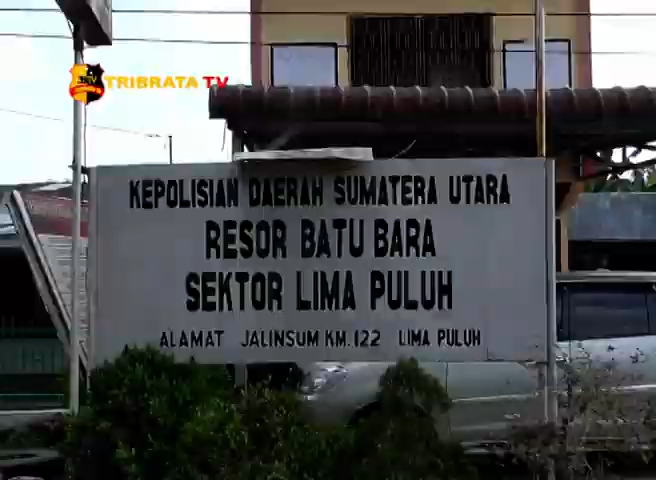 TRIBRATA TV
KEPOLISIAN DAERAH SUMATERA UTARA
RESOR BATU BARA
SEKTOR LIMA PULUH
ALAMAT JALINSUM KM.122 LIMA PULUH